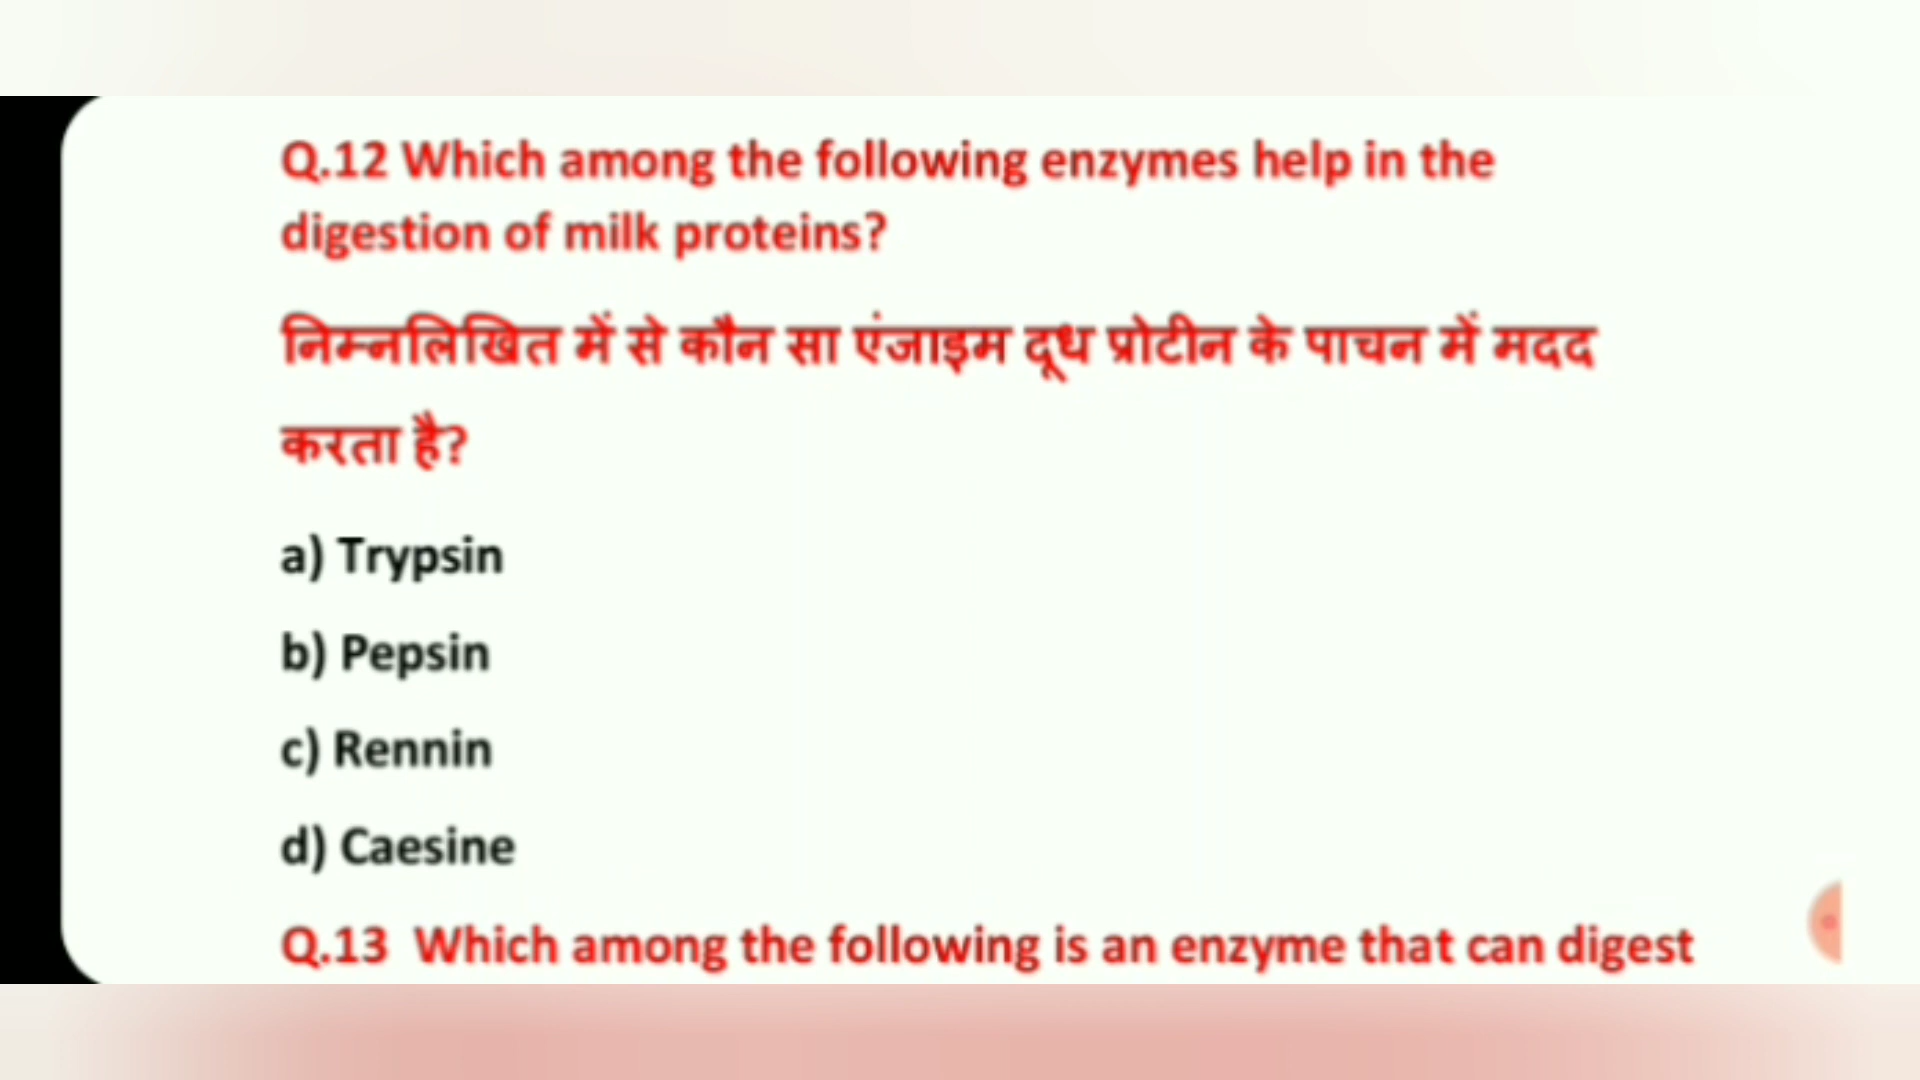 Q.12 Which among the following enzymes help in the
digestion of milk proteins?
निम्नलिखित में से कौन सा एंजाइम दूध प्रोटीन के पाचन में मदद
करता है?
a) Trypsin
b) Pepsin
c) Rennin
d) Caesine
Q.13  Which among the following is an enzyme that can digest